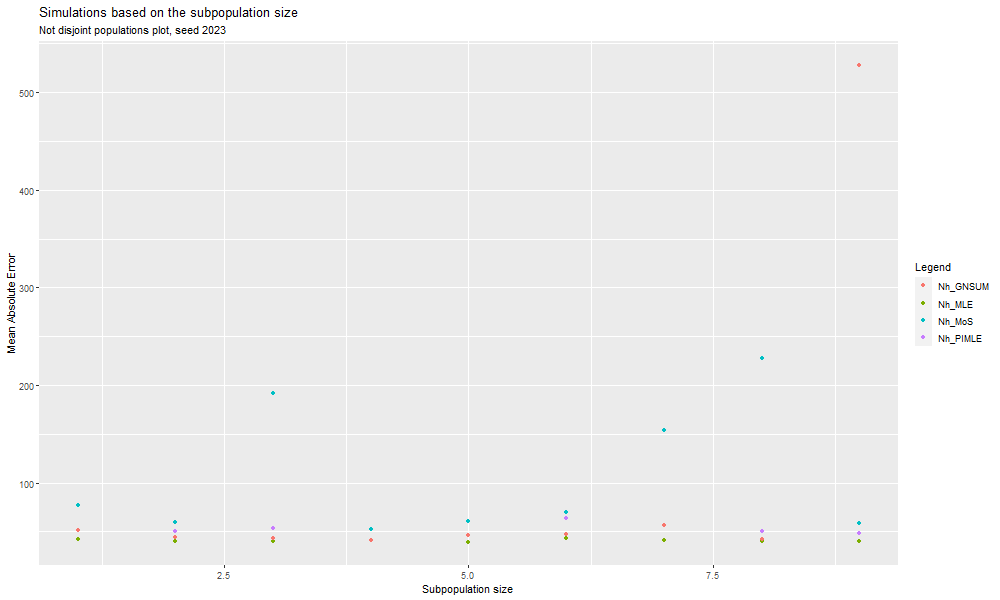 Simulations based on the subpopulation size
Not disjoint populations plot, seed 2023
Mean Absolute Error
500
400
300
200
100
2.5
5.0
7.5
Subpopulation size
Legend
Nh_GNSUM
Nh_MLE
Nh_MoS
Nh_PIMLE